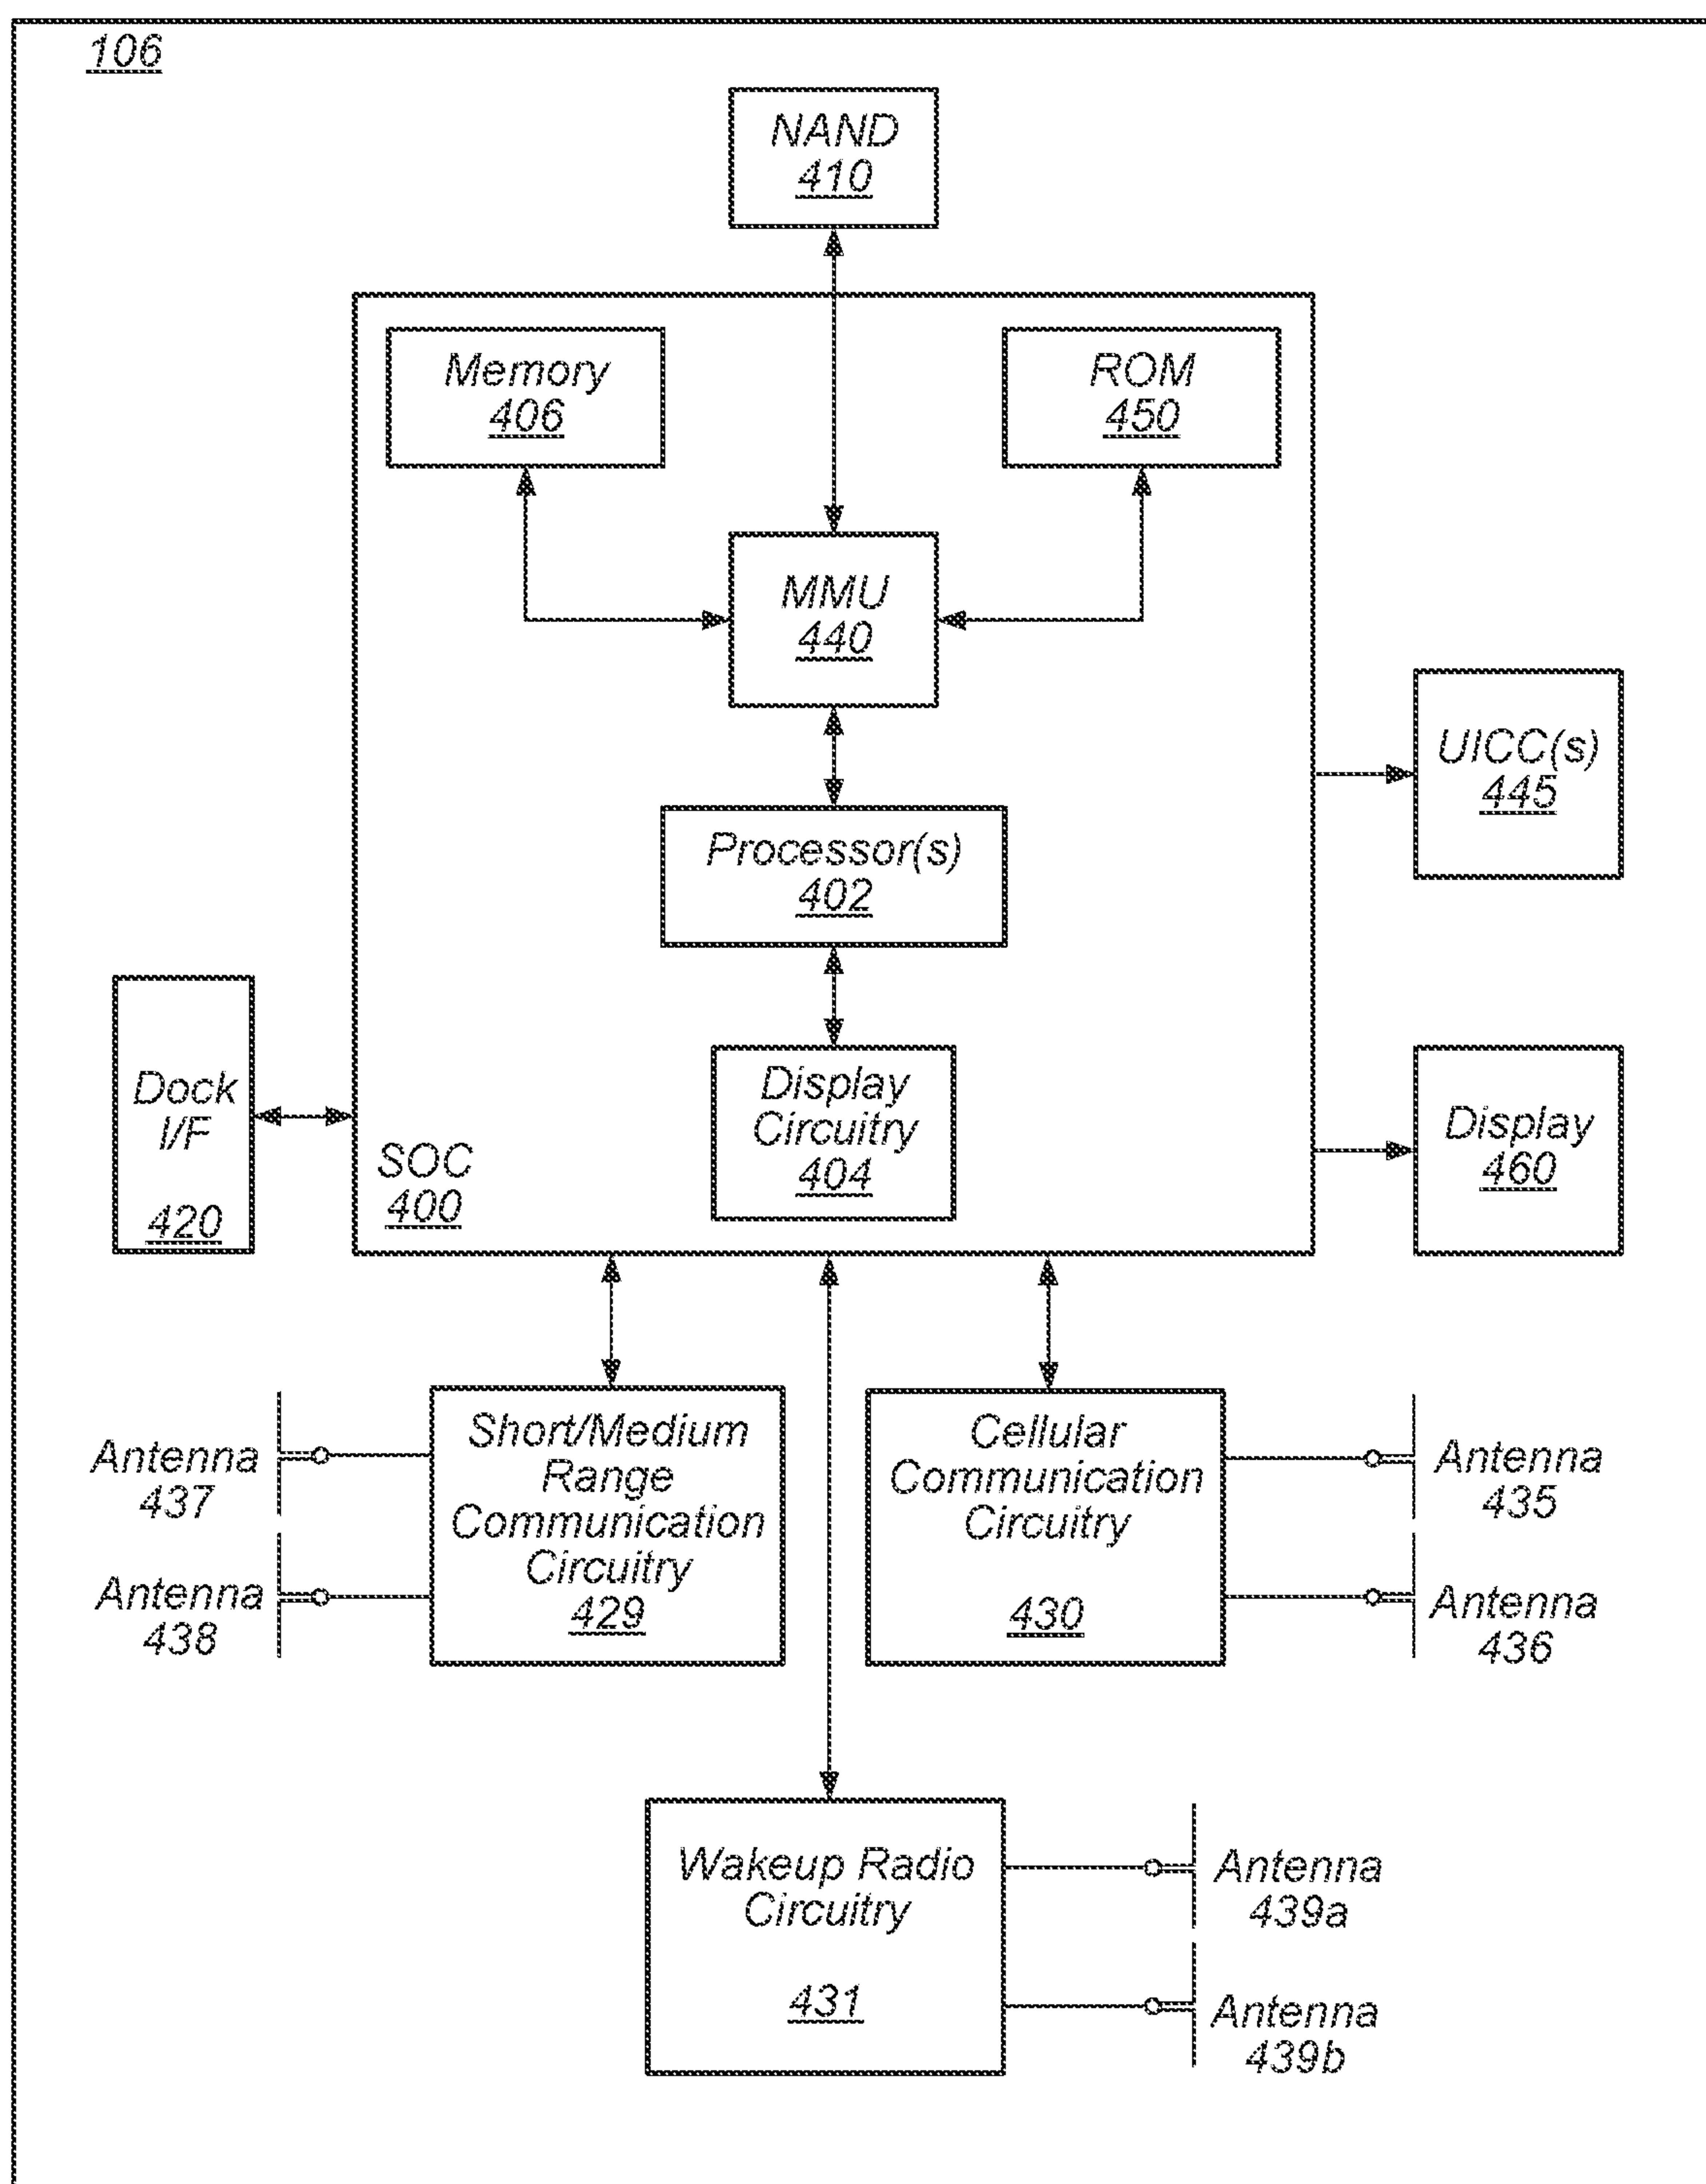 106
NAND
410
Memory
406
ROM
450
MMU
440
UICC(s)
445
Processor(s)
402
Dock
I/F
420
Display
Circuitry
404
SOC
400
Display
460
Antenna
437
Antenna
438
Short/Medium
Range
Communication
Circuitry
429
Cellular
Communication
Circuitry
430
Antenna
435
Antenna
436
Wakeup Radio
Circuitry
431
Antenna
439a
Antenna
439b